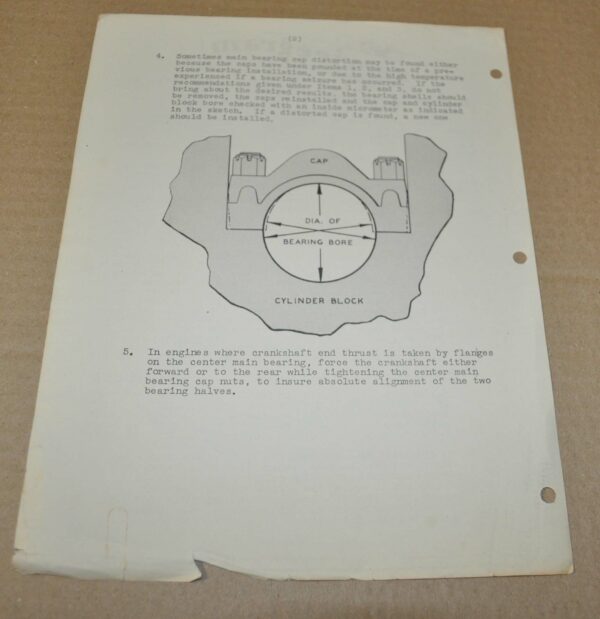 (2)
4. Sometimes main bearing cap distortion may to found either
because the caps have been pounded at the time of a pre-
vious bearing installation, or due to the high temperature
experienced if a bearing seizure has occurred. If the
recommendations given under Items 1, 2, and 3, do not
bring about the desired results, the bearing shells should
be removed, the caps reinstalled and the cap and cylinder
block bore checked with an inside micrometer as indicated
in the sketch. If a distorted cap is found, a new one
should be installed.
CAP
DIA. OF
BEARING BORE
CYLINDER BLOCK
5. In engines where crankshaft end thrust is taken by flanges
on the center main bearing, force the crankshaft either
forward or to the rear while tightening the center main
bearing cap nuts, to insure absolute alignment of the two
bearing halves.